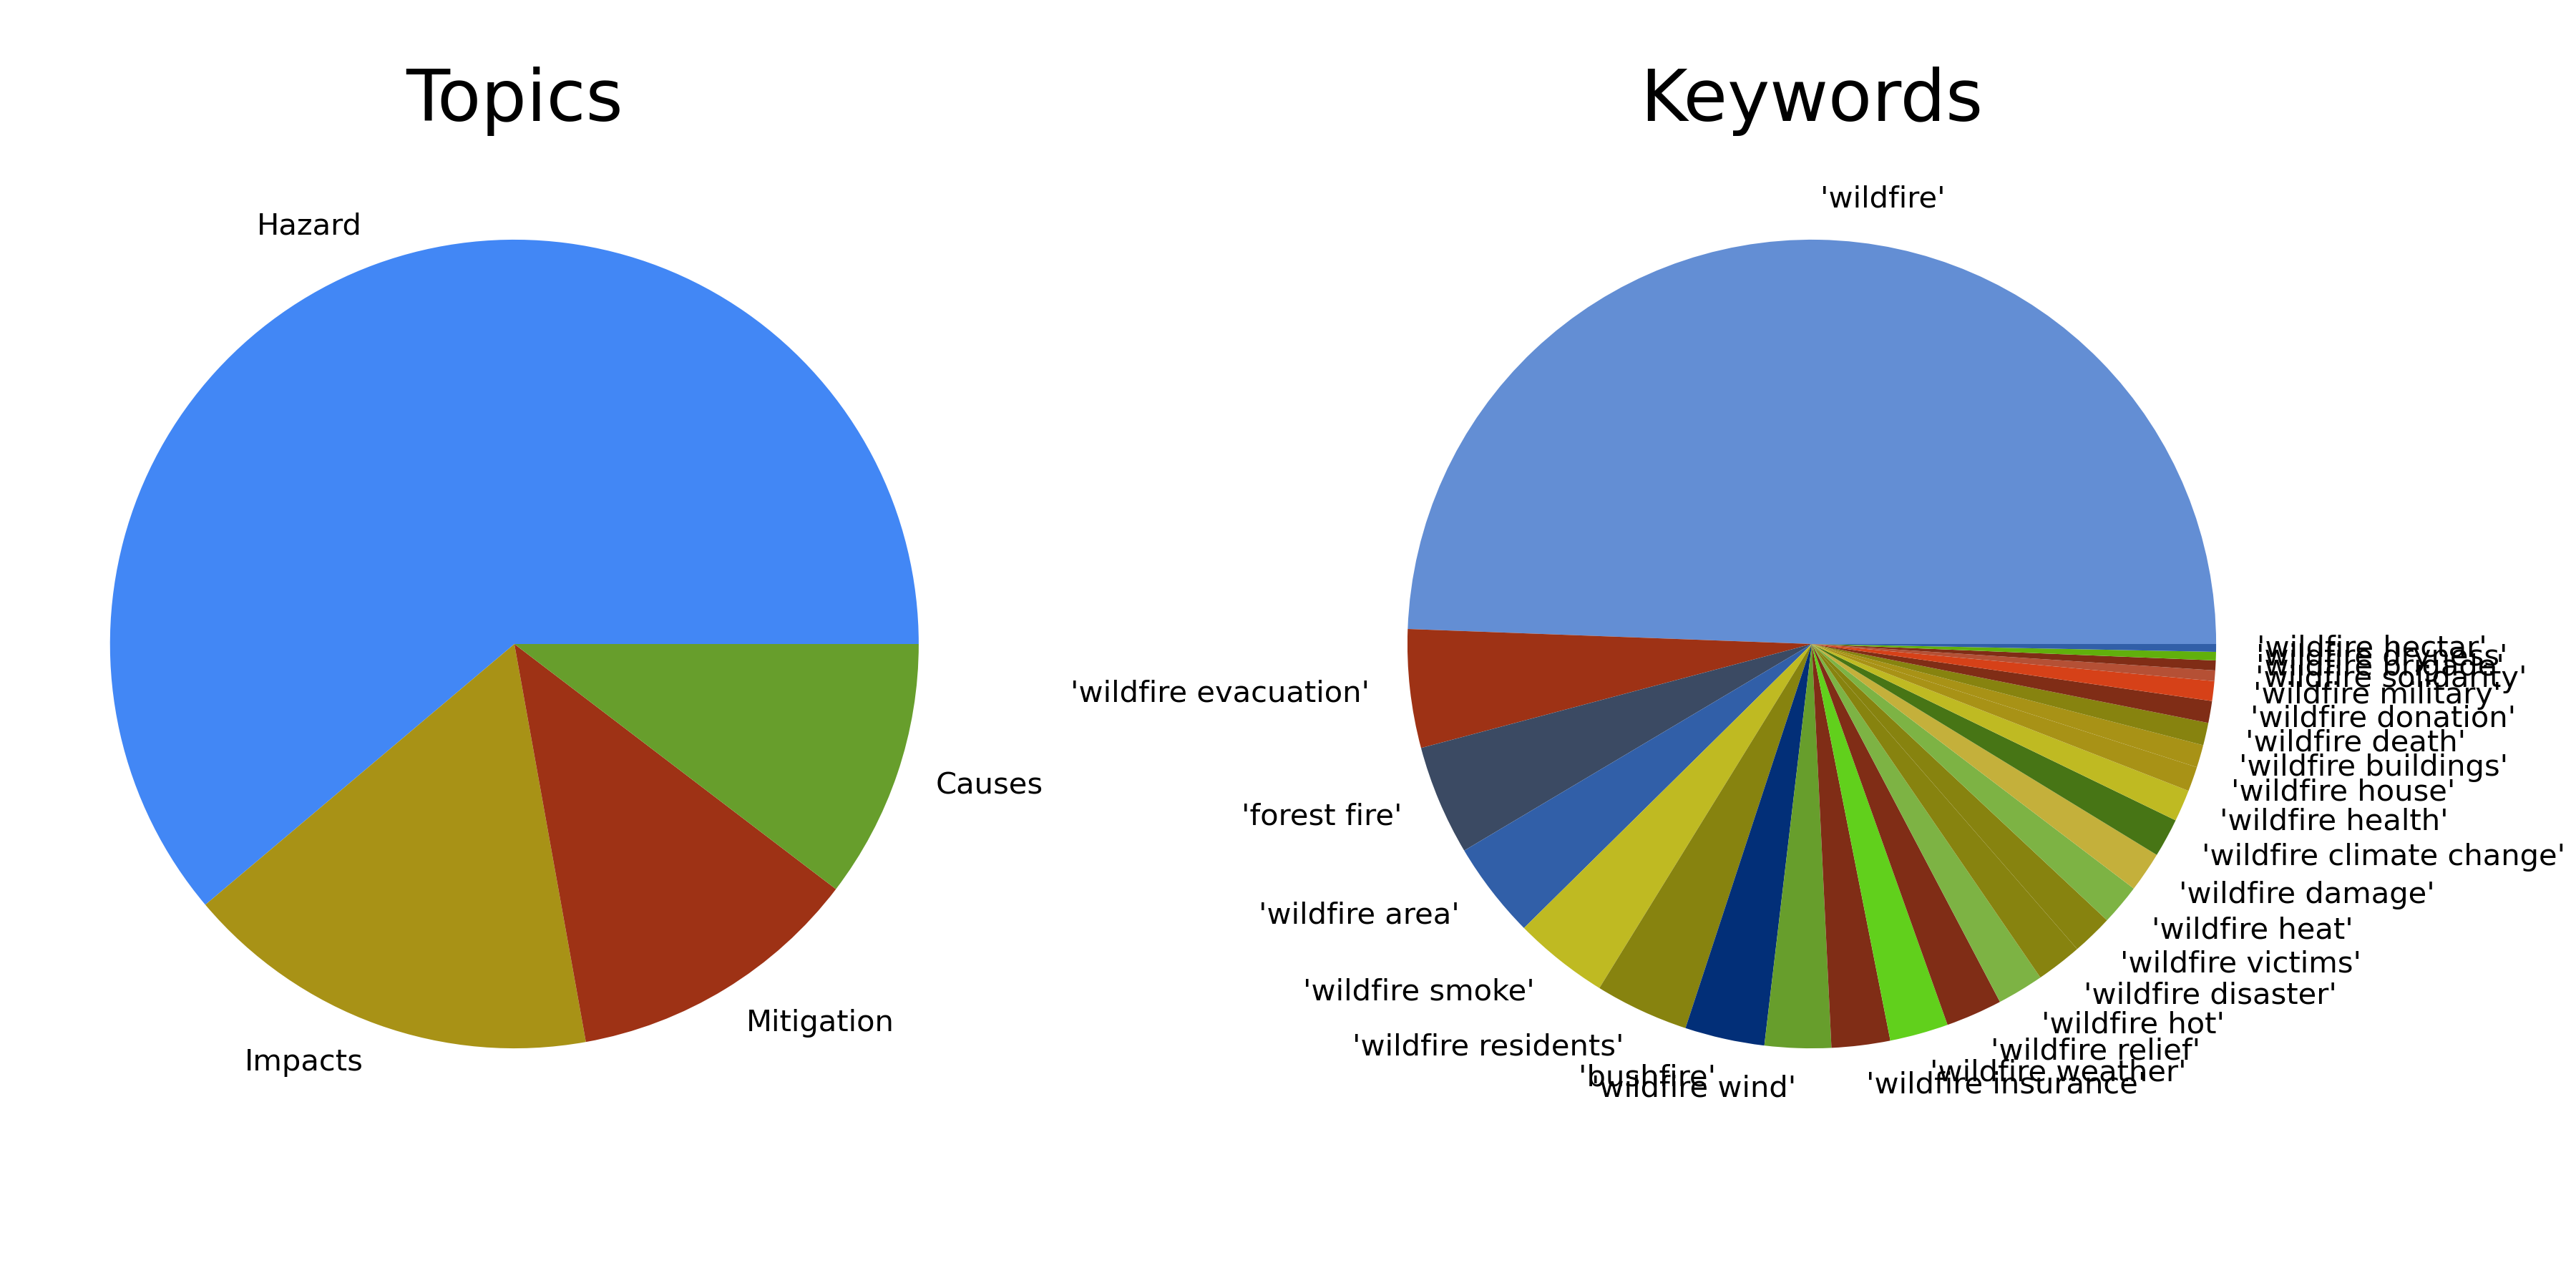 Topics
Hazard
Causes
Mitigation
Impacts
Keywords
'wildfire'
'wildfire evacuation'
'forest fire'
'wildfire area'
'wildfire smoke'
'wildfire residents'
'bushfire'
'wildfire wind'
'wildfire insurance'
'wildfire weather'
'wildfire relief'
'wildfire hot'
'wildfire disaster'
'wildfire victims'
'wildfire heat'
'wildfire damage'
'wildfire climate change'
'wildfire health'
'wildfire house'
'wildfire buildings'
'wildfire death'
'wildfire donation'
'wildfire military'
'wildfire solidarity'
'wildfire dryness'
'wildfire hectar'